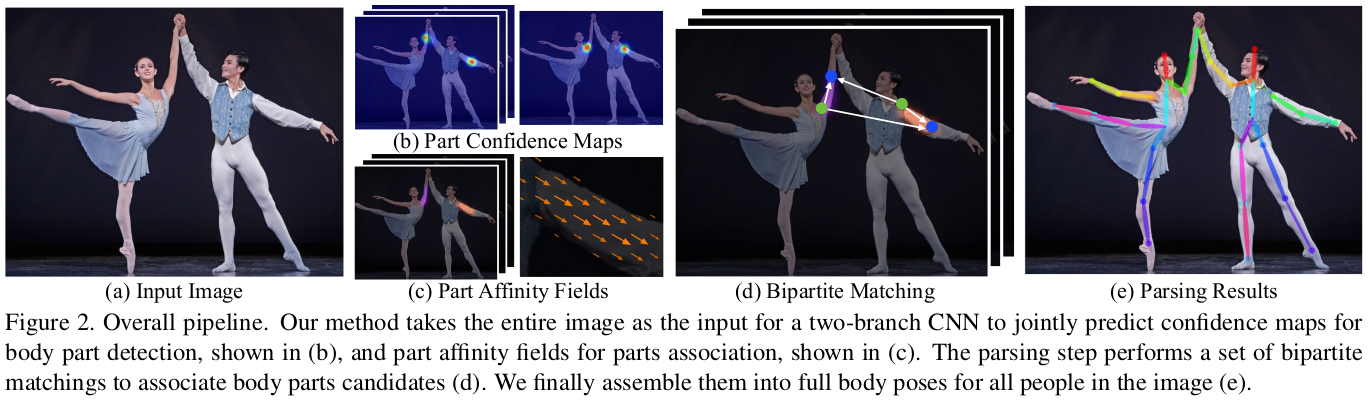 (b) Part Confidence Maps
(a) Input Image
(c) Part Affinity Fields
(d) Bipartite Matching
(e) Parsing Results
Figure 2. Overall pipeline. Our method takes the entire image as the input for a two-branch CNN to jointly predict confidence maps for
body part detection, shown in (b), and part affinity fields for parts association, shown in (c). The parsing step performs a set of bipartite
matchings to associate body parts candidates (d). We finally assemble them into full body poses for all people in the image (e).